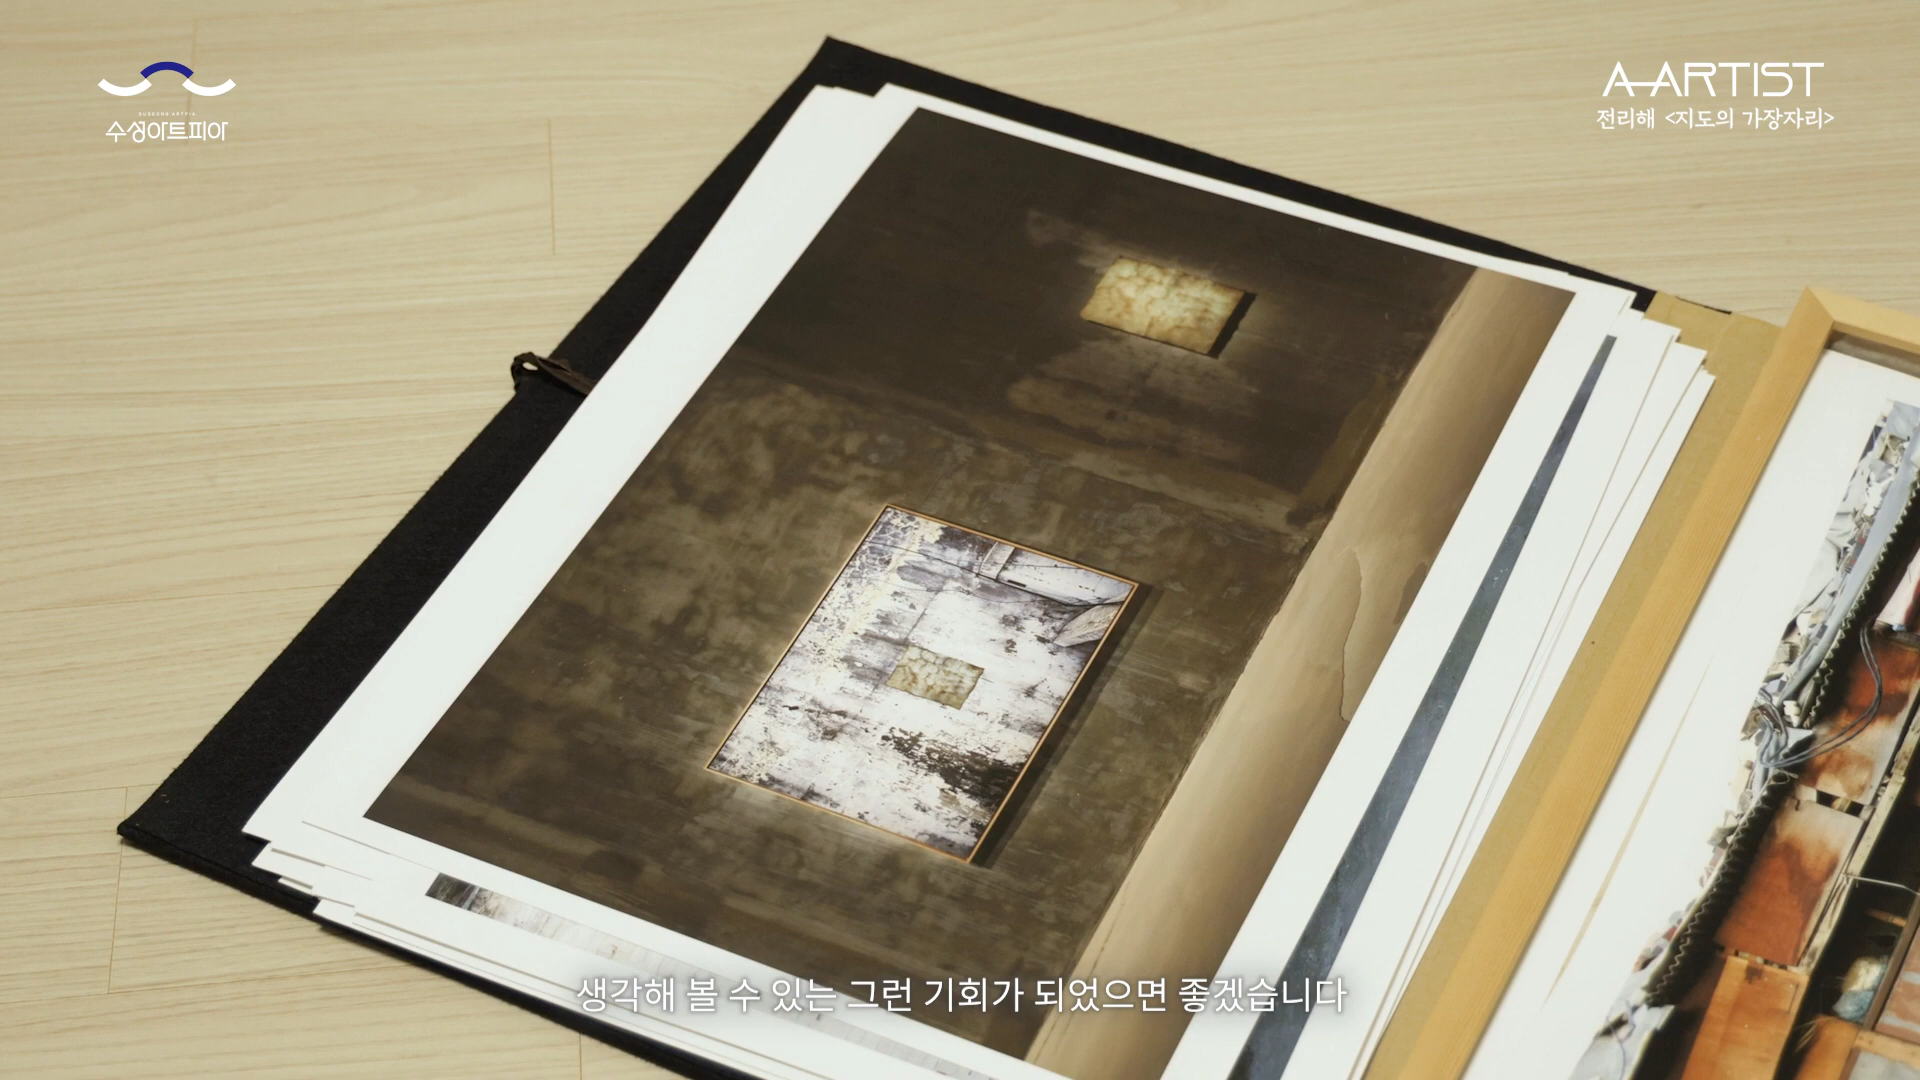 SUSEONG ARTPIA
수성아트피아
A-ARTIST
전리해 <지도의 가장자리>
생각해 볼 수 있는 그런 기회가 되었으면 좋겠습니다